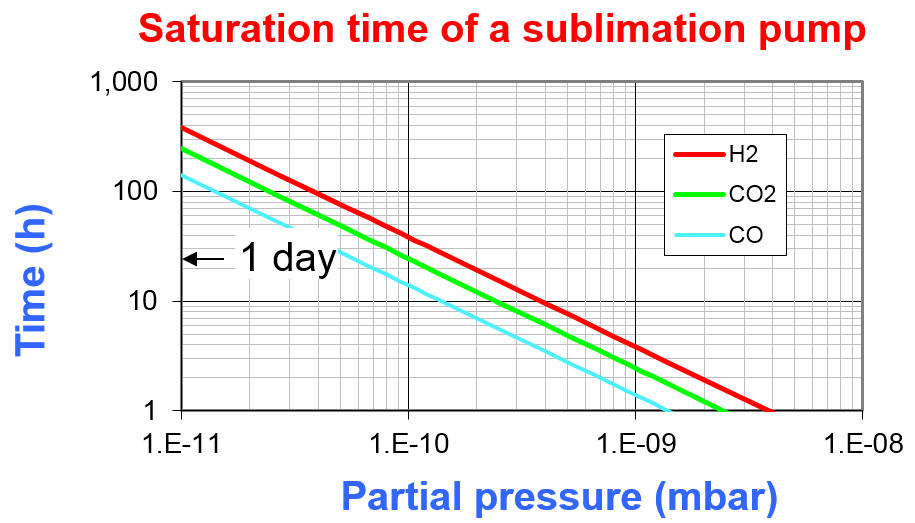 Saturation time of a sublimation pump
1,000
100
10
1
Time (h)
1 day
H2
CO2
CO
1.E-11
1.E-10
1.E-09
1.E-08
Partial pressure (mbar)